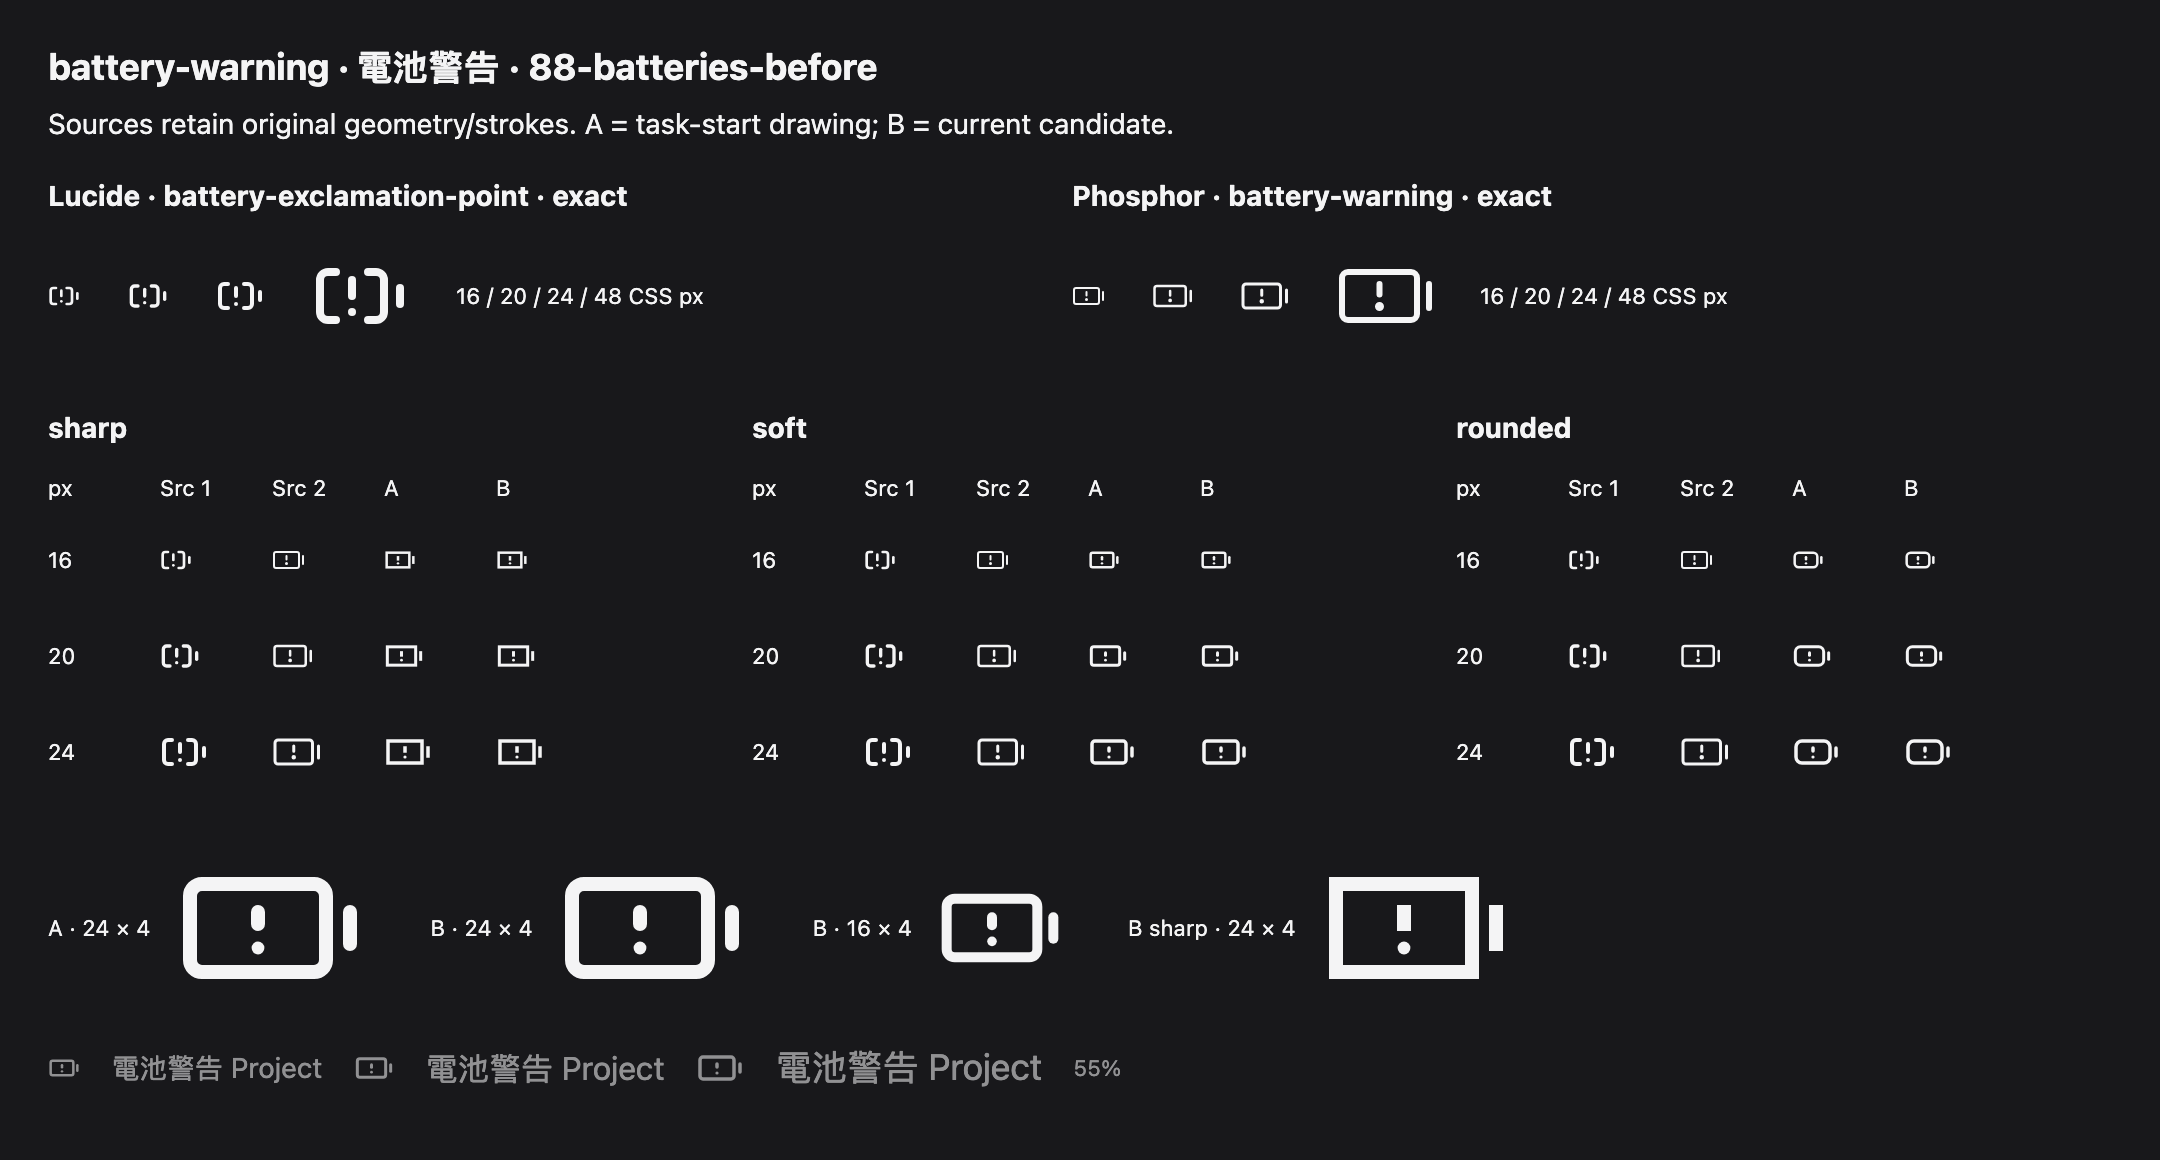 battery-warning · 電池警告 · 88-batteries-before
Sources retain original geometry/strokes. A = task-start drawing; B = current candidate.
Lucide · battery-exclamation-point · exact
16 / 20 / 24 / 48 CSS px
Phosphor · battery-warning · exact
16 / 20 / 24 / 48 CSS px
sharp
px Src 1 Src 2 A B
16
20
24
soft
px Src 1 Src 2 A B
16
20
24
rounded
px Src 1 Src 2 A B
16
20
24
A · 24 × 4 B · 24 × 4 B · 16 × 4 B sharp · 24 × 4
電池警告 Project 電池警告 Project 電池警告 Project 55%